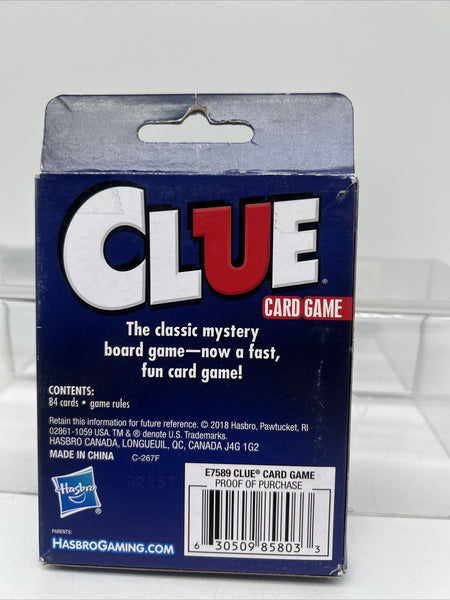 CLUE®
CARD GAME
The classic mystery
board game—now a fast,
fun card game!
CONTENTS:
84 cards • game rules
Retain this information for future reference. © 2018 Hasbro, Pawtucket, RI
02861-1059 USA. TM & ® denote U.S. Trademarks.
HASBRO CANADA, LONGUEUIL, QC, CANADA J4G 1G2
MADE IN CHINA C-267F
Hasbro®
PARENTS:
HASBROGAMING.COM
E7589 CLUE® CARD GAME
PROOF OF PURCHASE
6 30509 85803 3